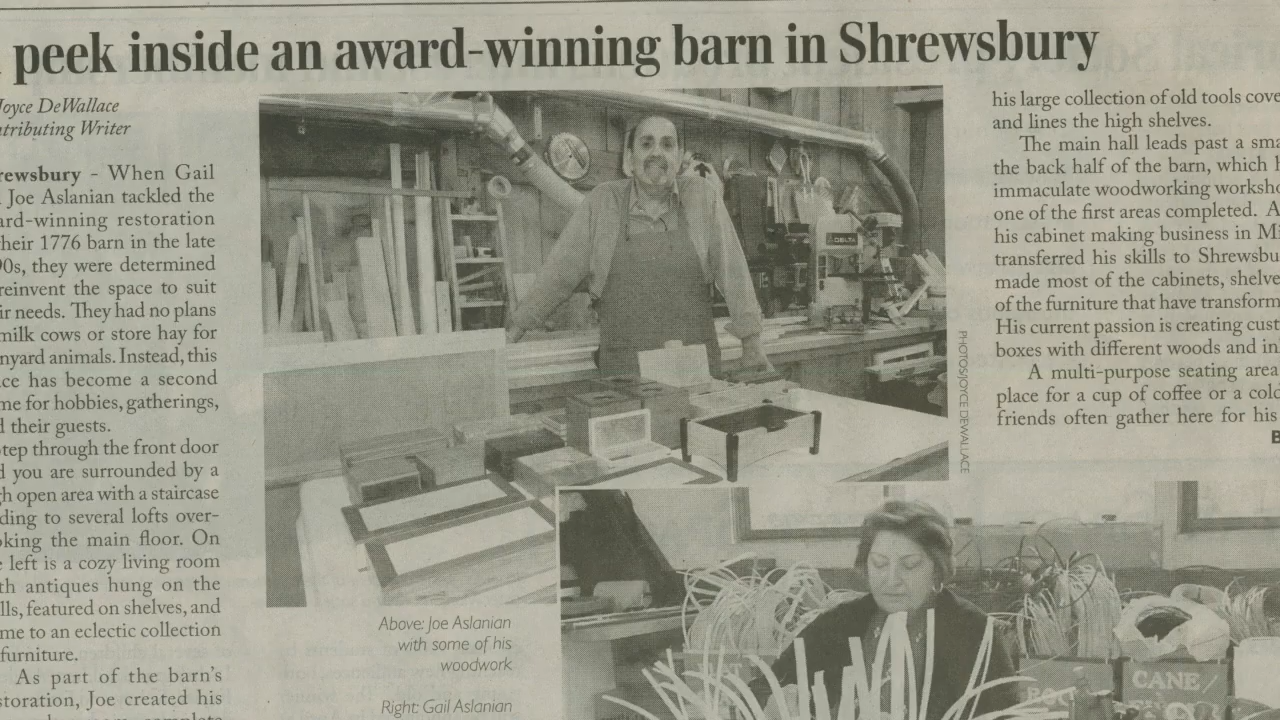 peek inside an award-winning barn in Shrewsbury
Joyce DeWallace
ntributing Writer
rewsbury - When Gail
Joe Aslanian tackled the
ard-winning restoration
heir 1776 barn in the late
90s, they were determined
reinvent the space to suit
ir needs. They had no plans
milk cows or store hay for
nyard animals. Instead, this
ce has become a second
me for hobbies, gatherings,
d their guests.
tep through the front door
d you are surrounded by a
gh open area with a staircase
ding to several lofts over-
oking the main floor. On
e left is a cozy living room
th antiques hung on the
lls, featured on shelves, and
me to an eclectic collection
furniture.
As part of the barn's
storation, Joe created his
DELTA
PHOTOS/JOYCE DEWALLACE
Above: Joe Aslanian
with some of his
woodwork
Right: Gail Aslanian
CANE/
his large collection of old tools cove
and lines the high shelves.
The main hall leads past a sma
the back half of the barn, which h
immaculate woodworking worksho
one of the first areas completed. A
his cabinet making business in Mi
transferred his skills to Shrewsbu
made most of the cabinets, shelve
of the furniture that have transform
His current passion is creating cust
boxes with different woods and inl
A multi-purpose seating area
place for a cup of coffee or a cold
friends often gather here for his